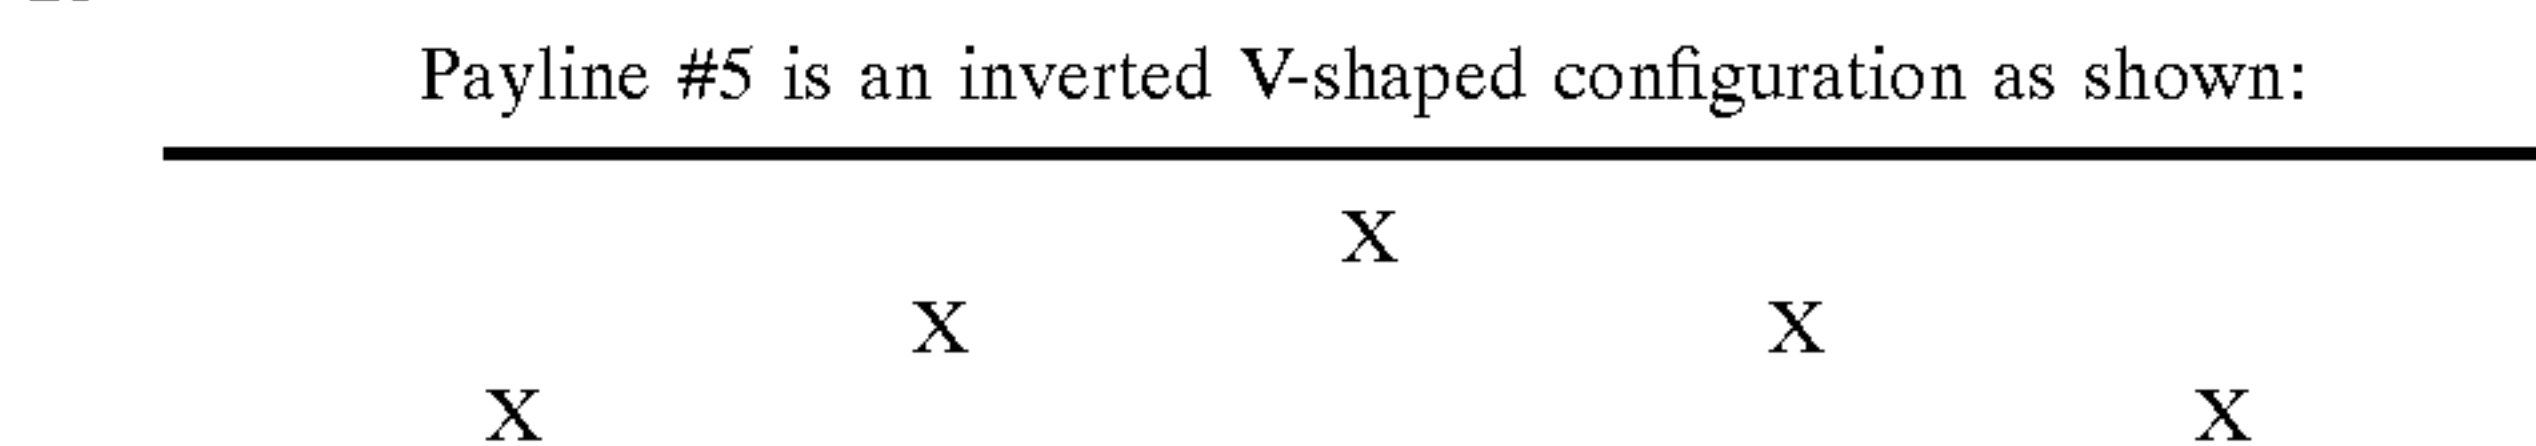 Payline #5 is an inverted V-shaped configuration as shown:
X
X X
X X